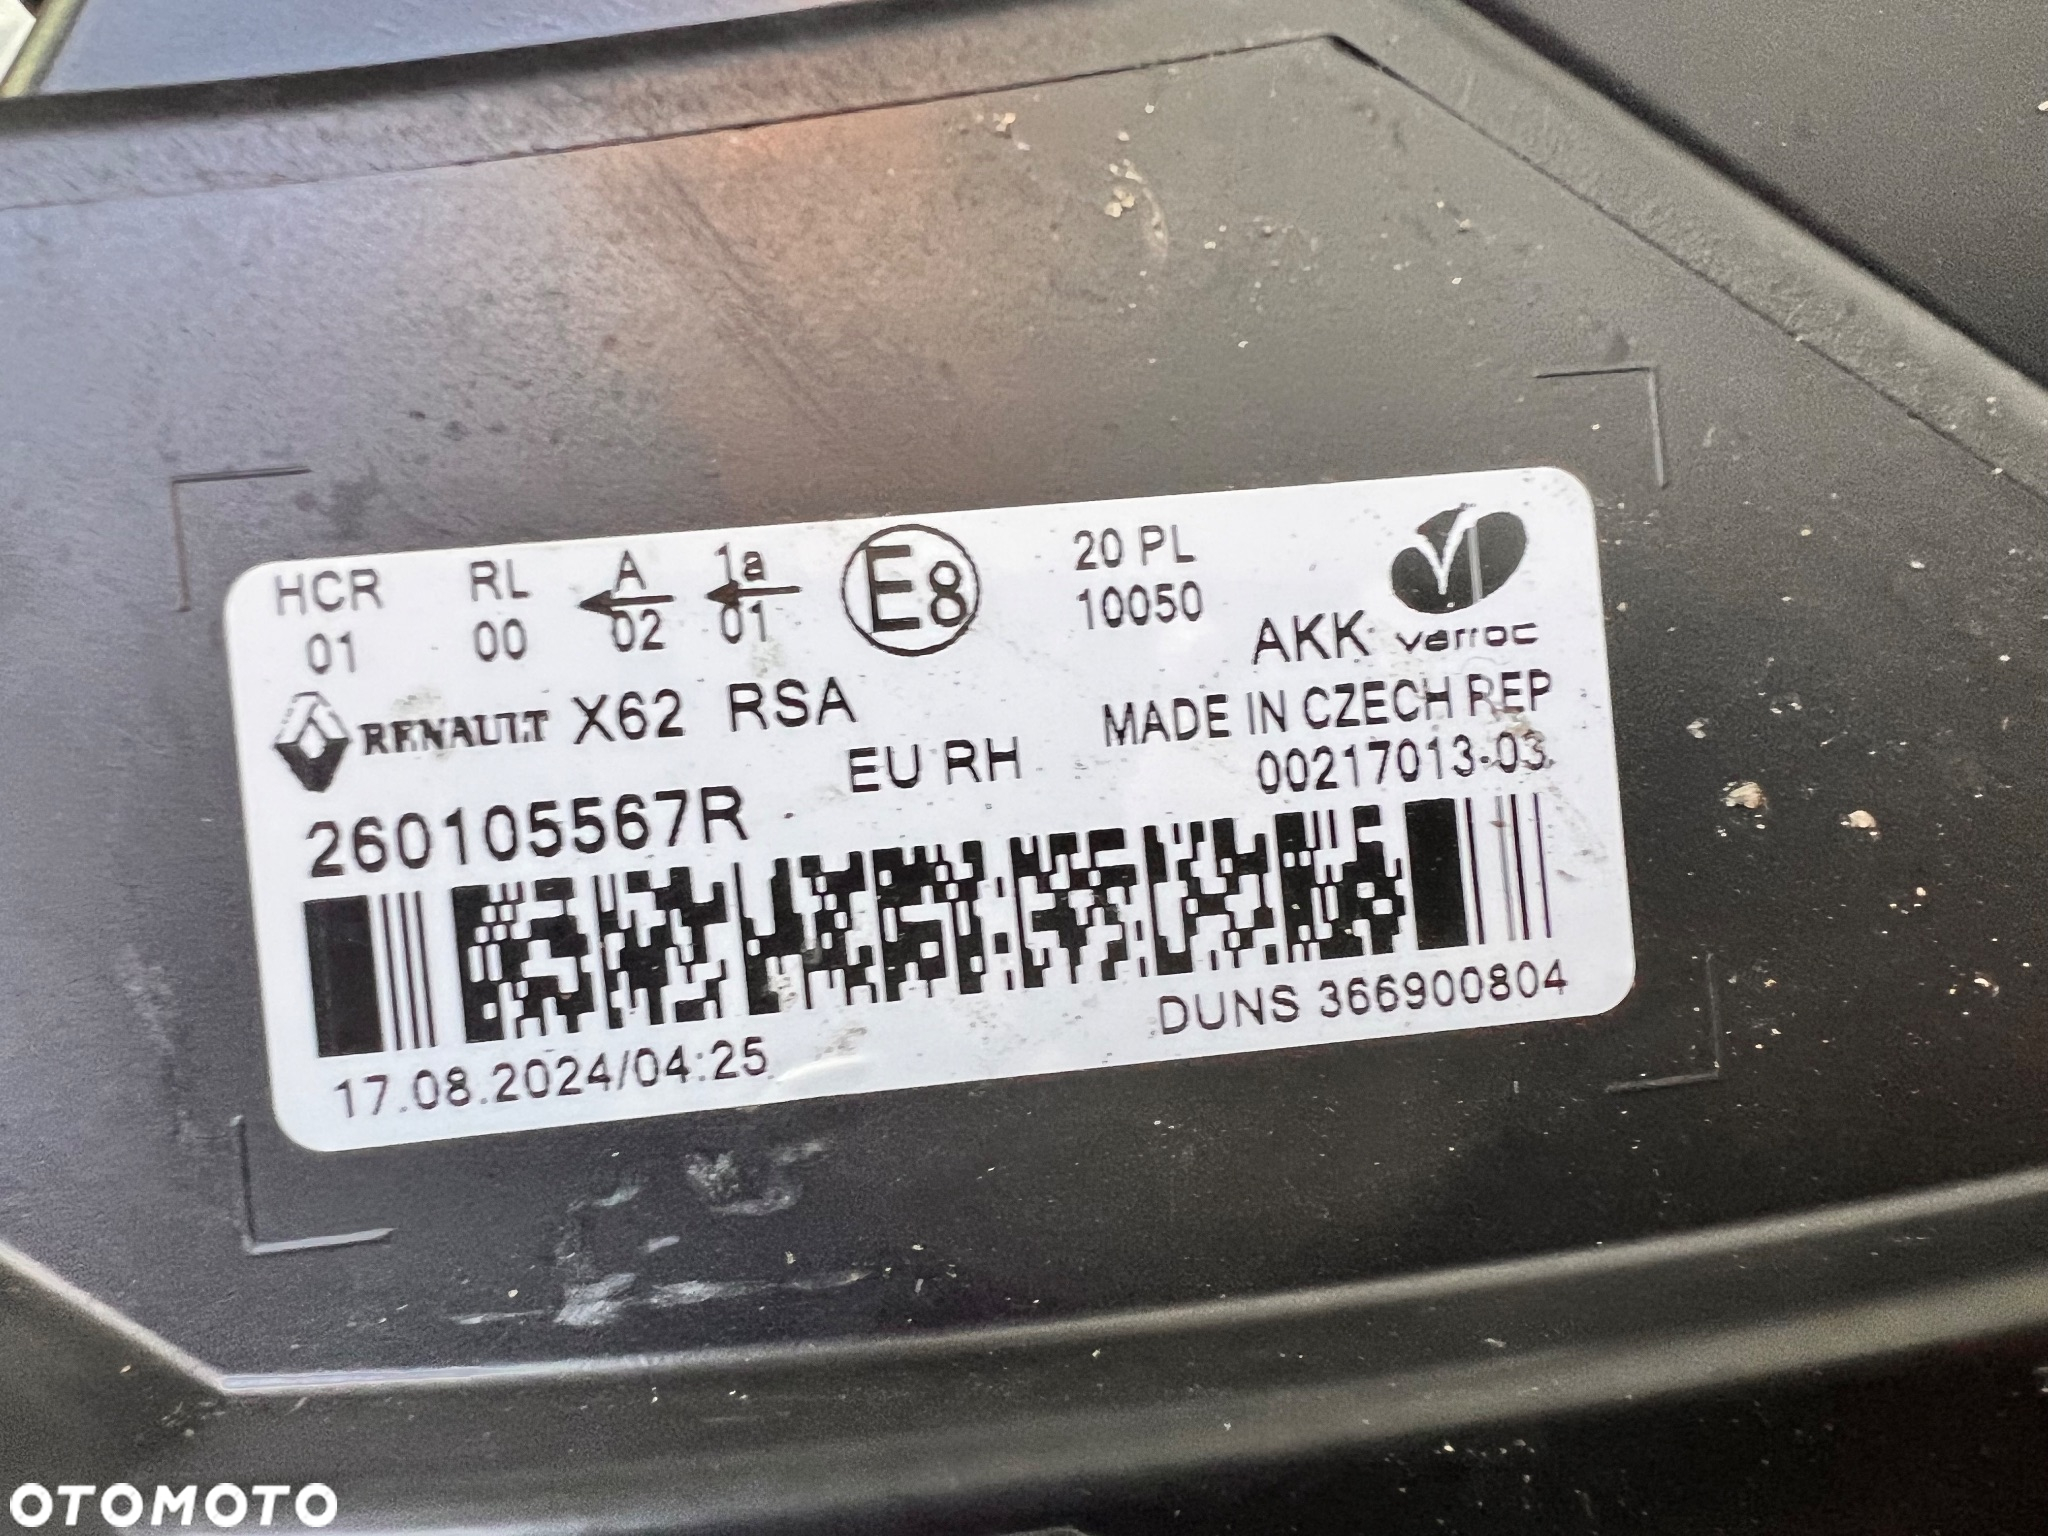 HCR RL A 1a E8 20 PL
01 00 02 01 10050
AKK varroc
RENAULT X62 RSA
EU RH
MADE IN CZECH REP
00217013-03
260105567R
17.08.2024/04:25
DUNS 366900804
OTOMOTO